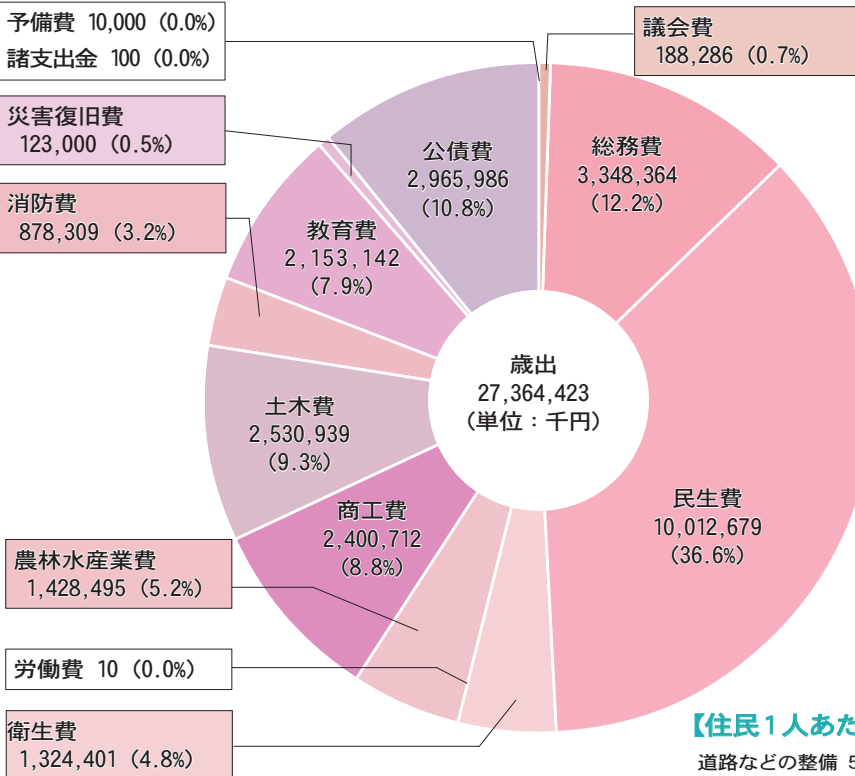 予備費 10,000 (0.0%)
諸支出金 100 (0.0%)
議会費
188,286 (0.7%)
災害復旧費
123,000 (0.5%)
消防費
878,309 (3.2%)
公債費
2,965,986
(10.8%)
総務費
3,348,364
(12.2%)
教育費
2,153,142
(7.9%)
歳出
27,364,423
(単位：千円)
土木費
2,530,939
(9.3%)
民生費
10,012,679
(36.6%)
商工費
2,400,712
(8.8%)
農林水産業費
1,428,495 (5.2%)
労働費 10 (0.0%)
衛生費
1,324,401 (4.8%)
【住民1人あた
道路などの整備 5